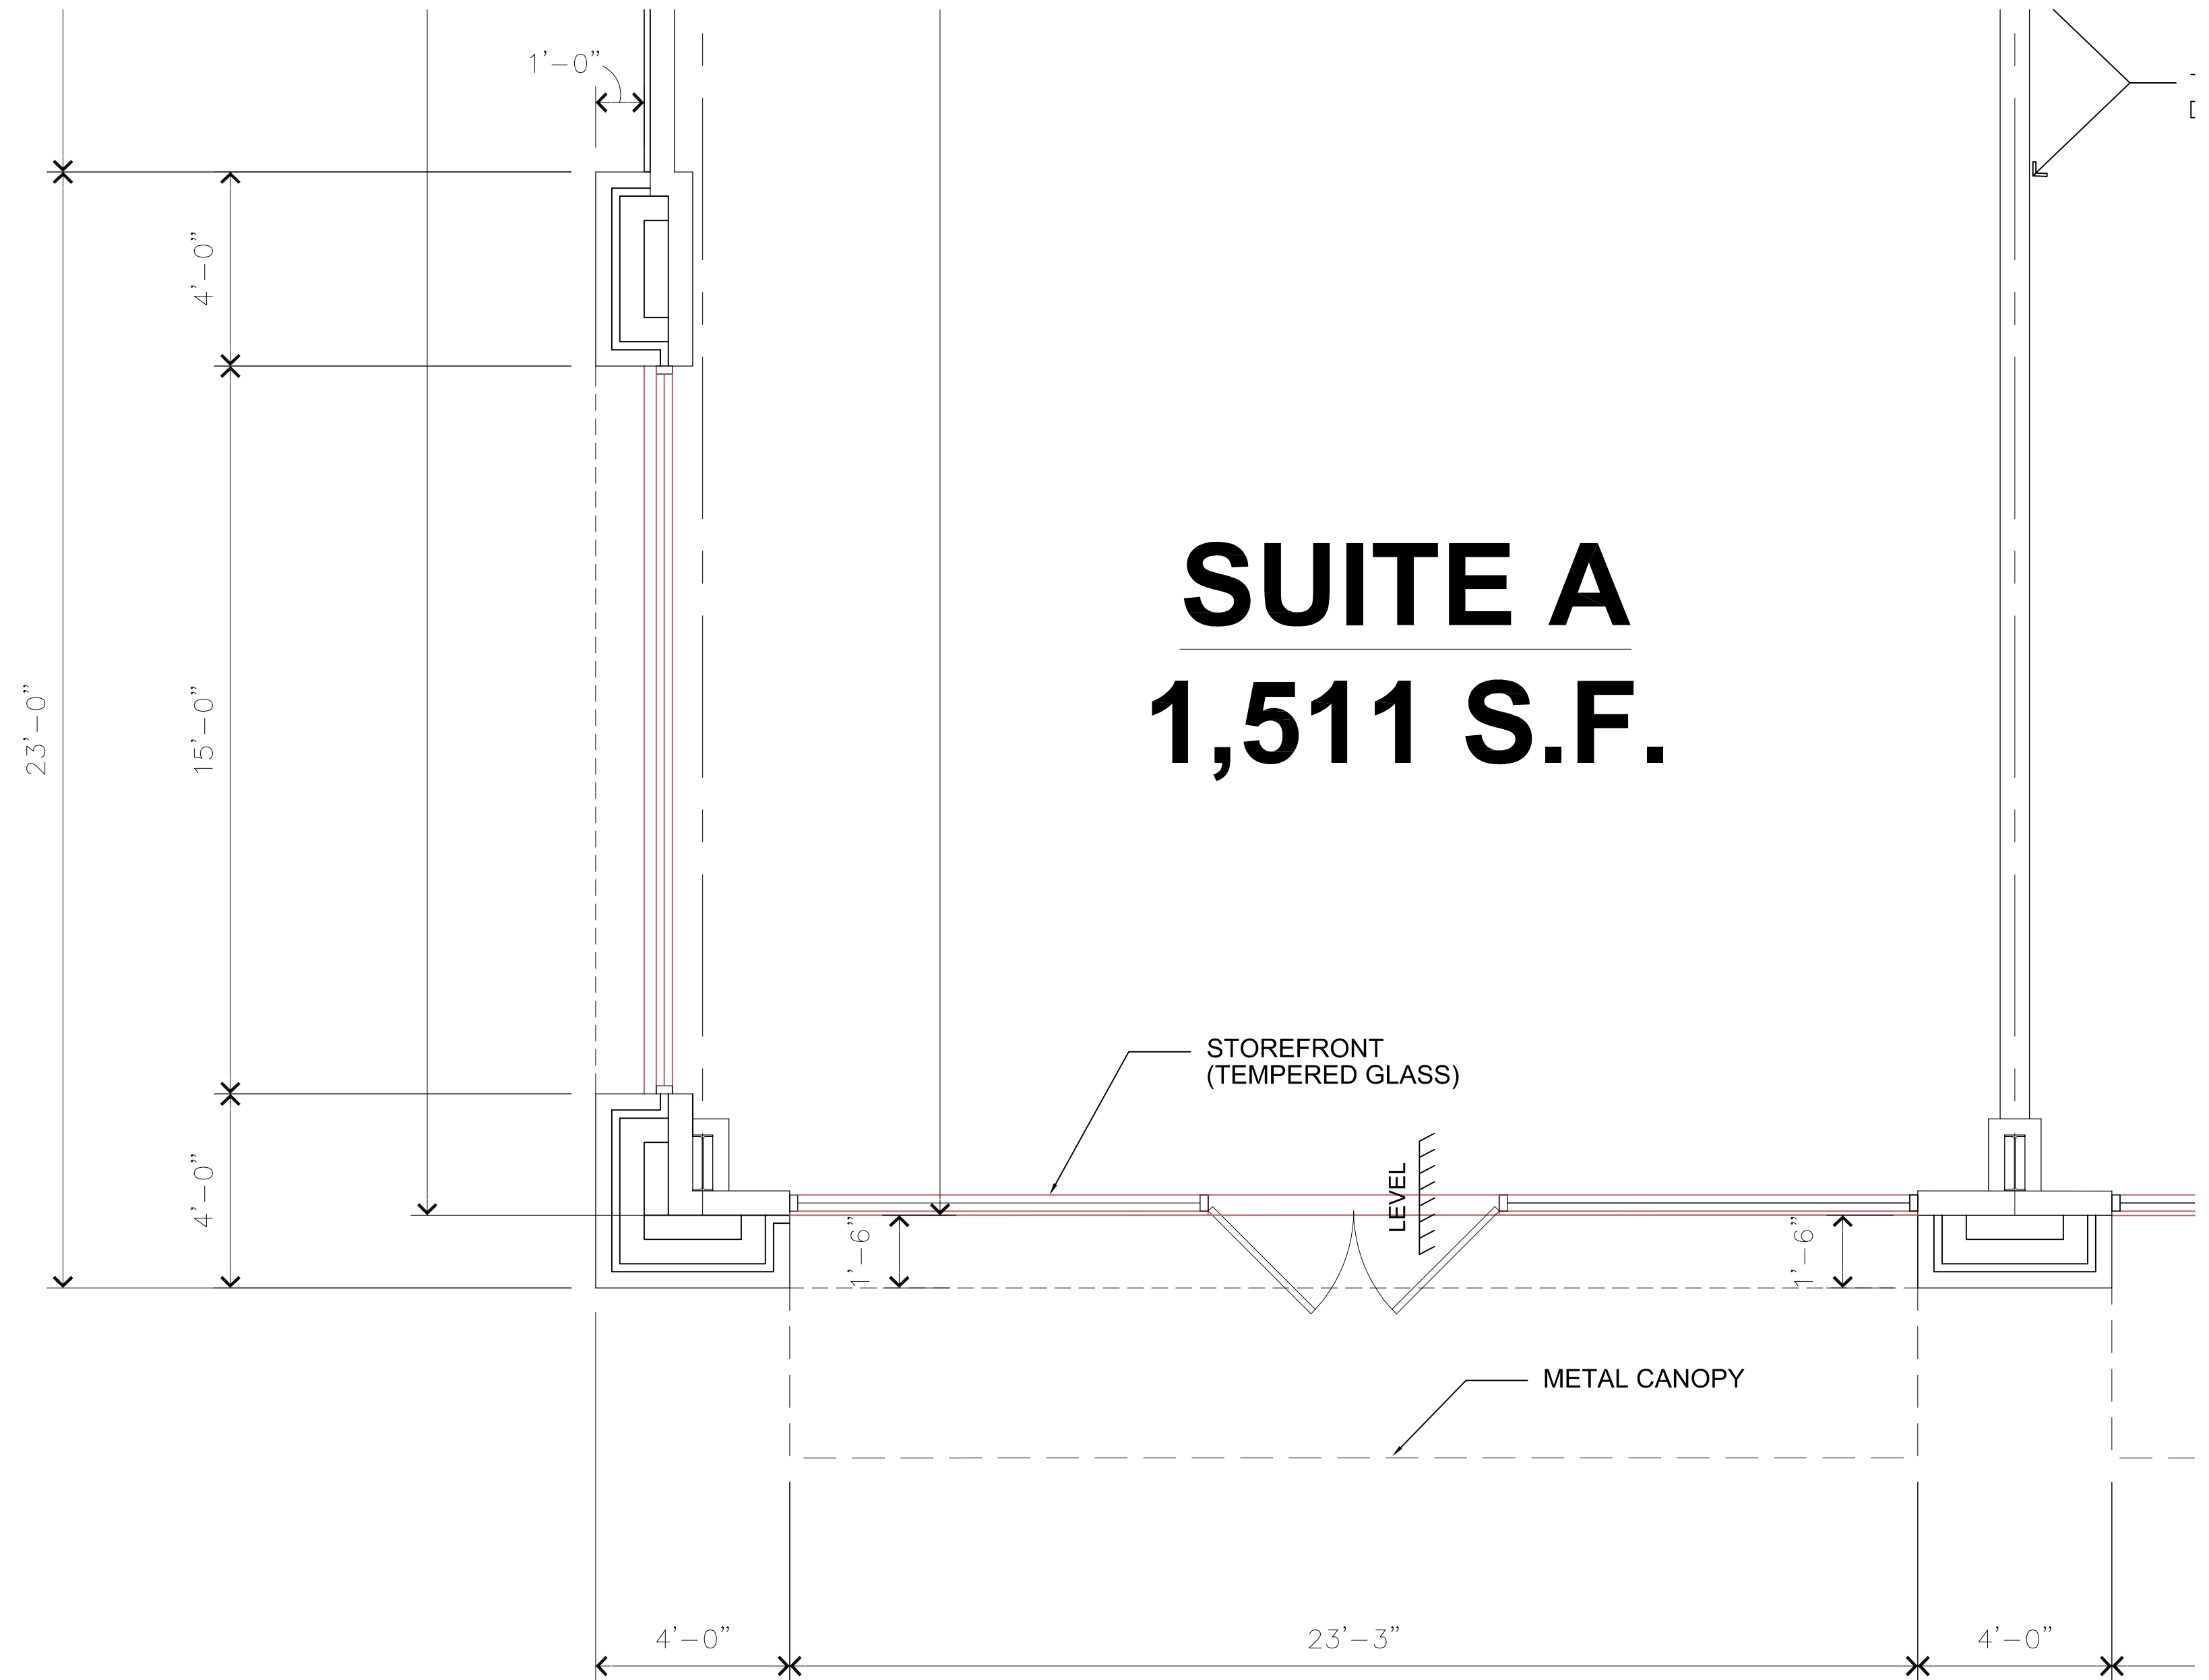 1'-0"
4'-0"
23'-0"
15'-0"
SUITE A
1,511 S.F.
STOREFRONT
(TEMPERED GLASS)
LEVEL
4'-0"
1'-6"
1'-6"
METAL CANOPY
4'-0"
23'-3"
4'-0"